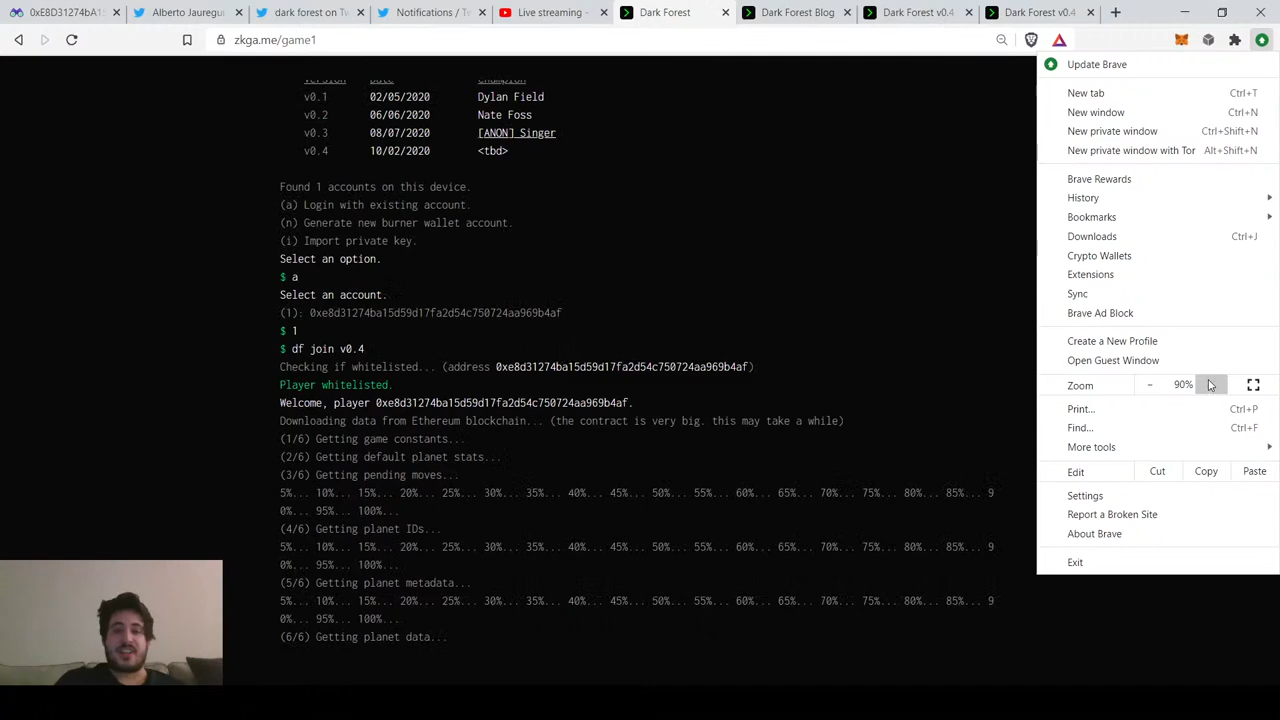 0xE8D31274bA1
Alberto Jauregu
dark forest on Tw
Notifications / Tw
Live streaming -
Dark Forest
Dark Forest Blog
Dark Forest v0.4
Dark Forest v0.4
zkga.me/game1
Version Date Champion
v0.1 02/05/2020 Dylan Field
v0.2 06/06/2020 Nate Foss
v0.3 08/07/2020 [ANON] Singer
v0.4 10/02/2020 <tbd>
Found 1 accounts on this device.
(a) Login with existing account.
(n) Generate new burner wallet account.
(i) Import private key.
Select an option.
$ a
Select an account.
(1): 0xe8d31274ba15d59d17fa2d54c750724aa969b4af
$ 1
$ df join v0.4
Checking if whitelisted... (address 0xe8d31274ba15d59d17fa2d54c750724aa969b4af)
Player whitelisted.
Welcome, player 0xe8d31274ba15d59d17fa2d54c750724aa969b4af.
Downloading data from Ethereum blockchain... (the contract is very big. this may take a while)
(1/6) Getting game constants...
(2/6) Getting default planet stats...
(3/6) Getting pending moves...
5%... 10%... 15%... 20%... 25%... 30%... 35%... 40%... 45%... 50%... 55%... 60%... 65%... 70%... 75%... 80%... 85%... 9
0%... 95%... 100%...
(4/6) Getting planet IDs...
5%... 10%... 15%... 20%... 25%... 30%... 35%... 40%... 45%... 50%... 55%... 60%... 65%... 70%... 75%... 80%... 85%... 9
0%... 95%... 100%...
(5/6) Getting planet metadata...
5%... 10%... 15%... 20%... 25%... 30%... 35%... 40%... 45%... 50%... 55%... 60%... 65%... 70%... 75%... 80%... 85%... 9
0%... 95%... 100%...
(6/6) Getting planet data...
Update Brave
New tab Ctrl+T
New window Ctrl+N
New private window Ctrl+Shift+N
New private window with Tor Alt+Shift+N
Brave Rewards
History
Bookmarks
Downloads Ctrl+J
Crypto Wallets
Extensions
Sync
Brave Ad Block
Create a New Profile
Open Guest Window
Zoom - 90%
Print... Ctrl+P
Find... Ctrl+F
More tools
Edit Cut Copy Paste
Settings
Report a Broken Site
About Brave
Exit